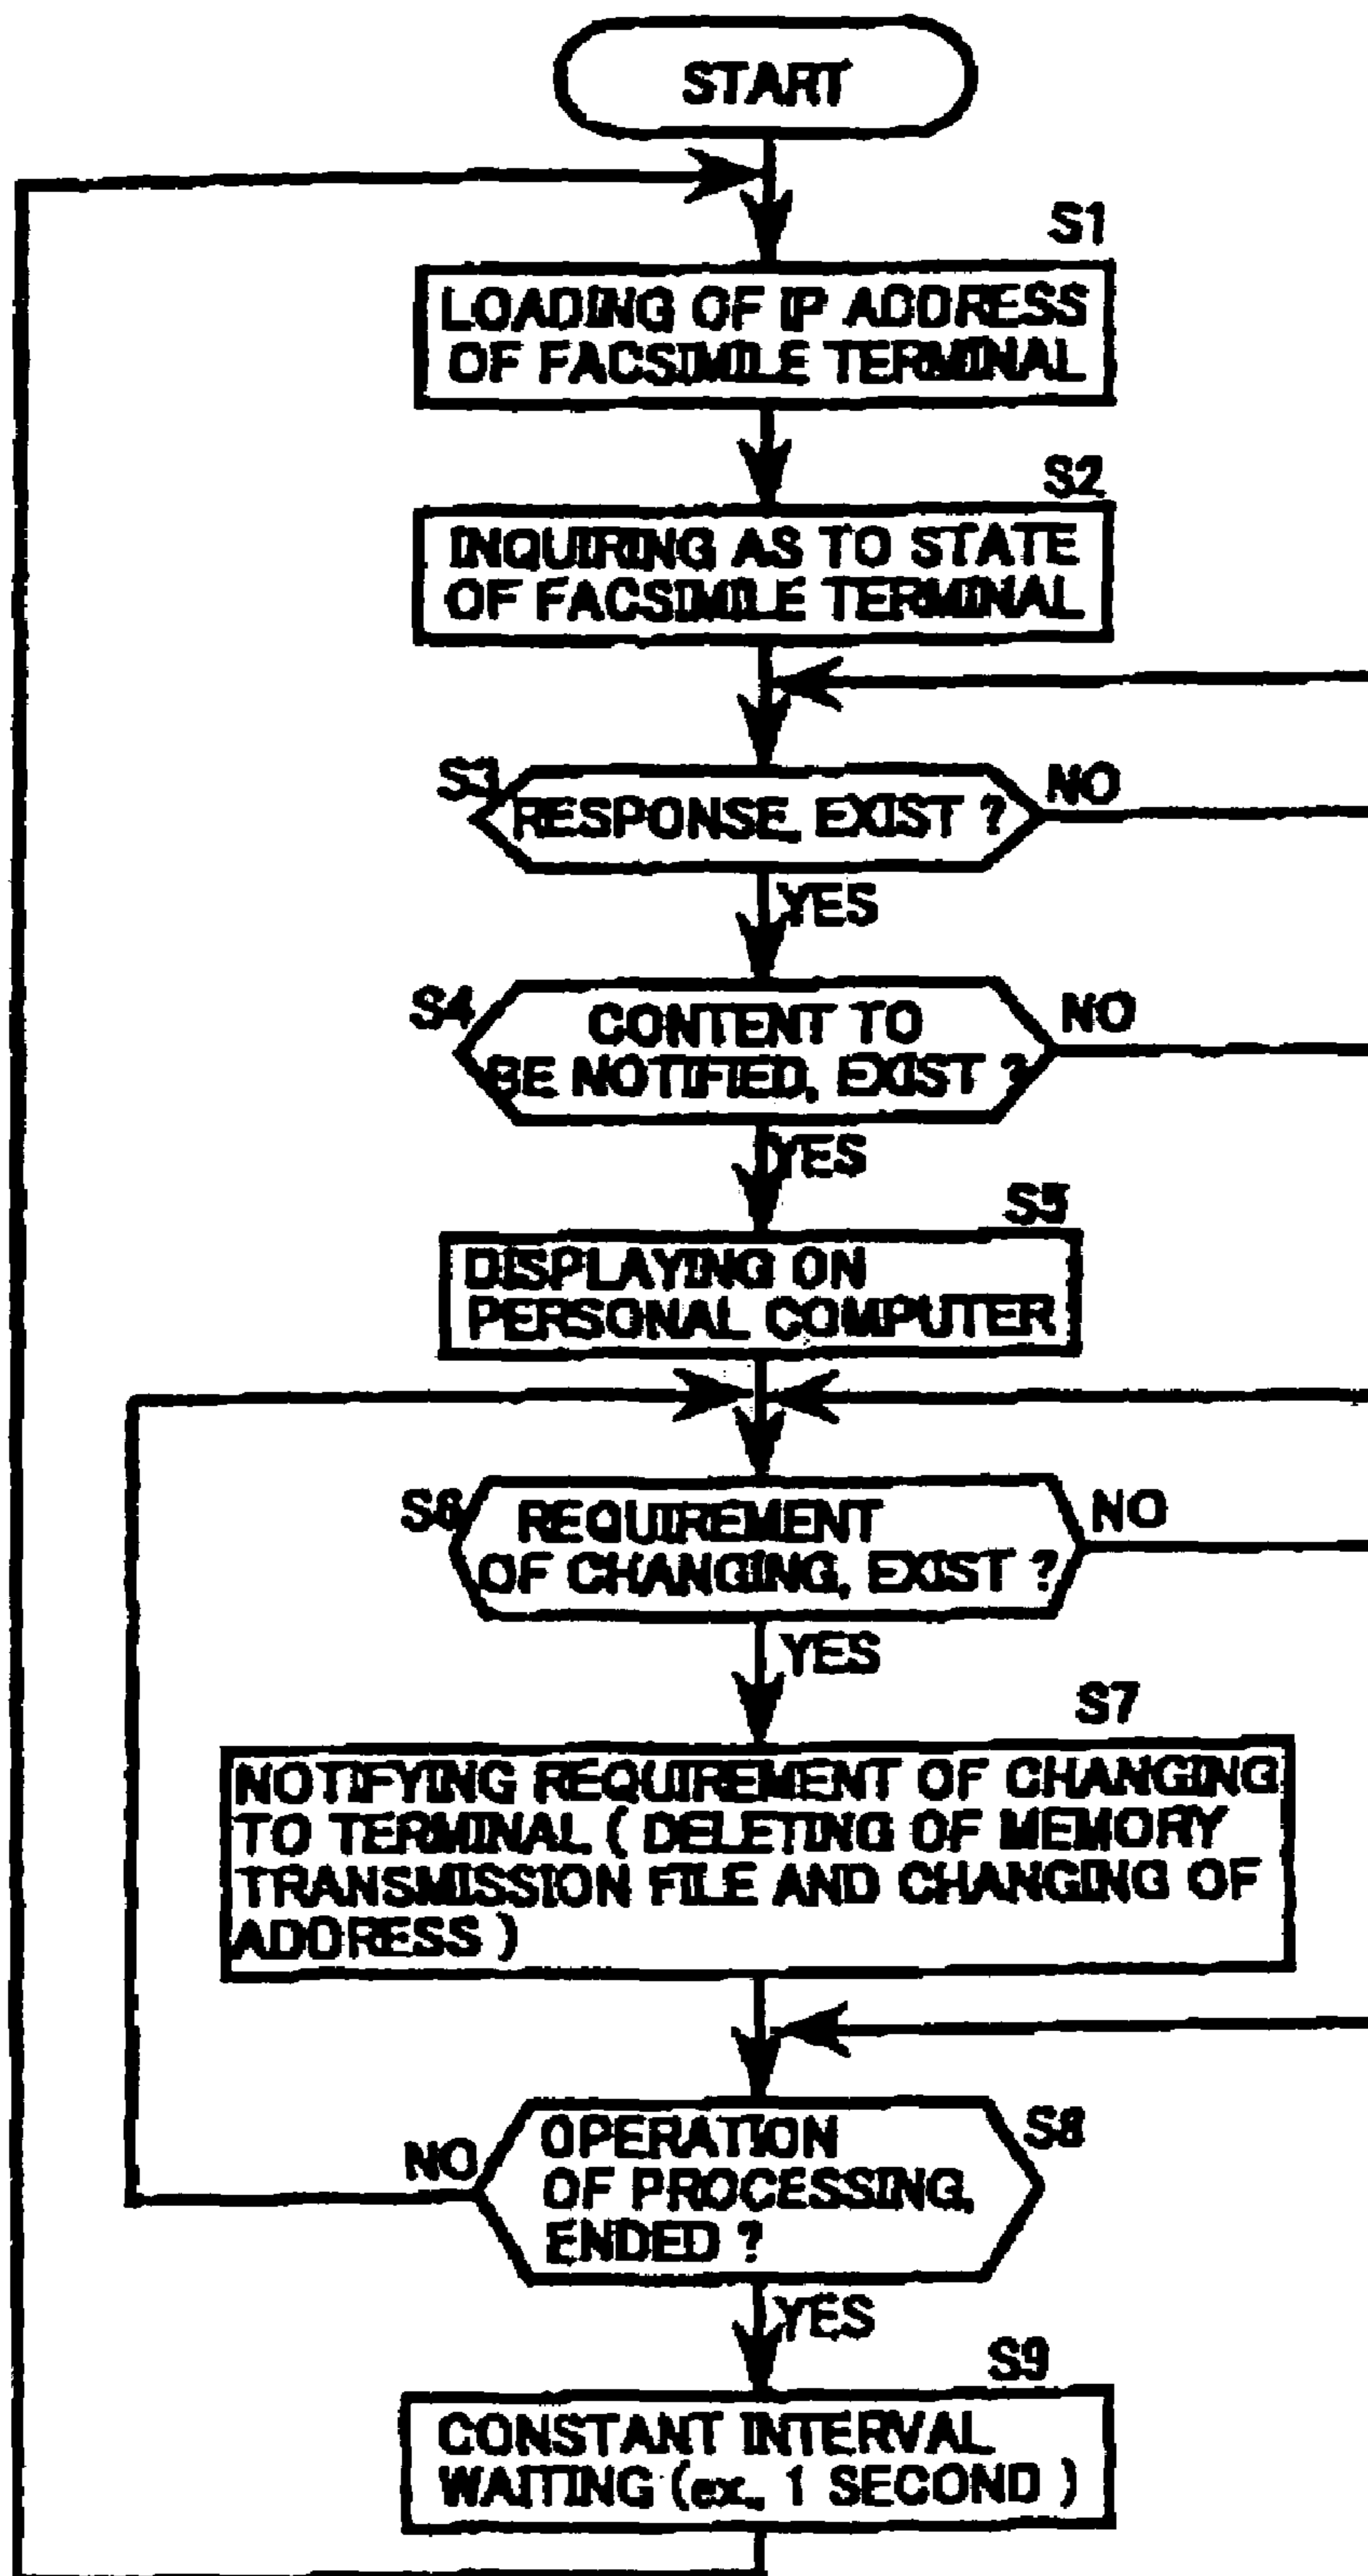 START
S1
LOADING OF IP ADDRESS
OF FACSIMILE TERMINAL
S2
INQUIRING AS TO STATE
OF FACSIMILE TERMINAL
S3
RESPONSE, EXIST ?
NO
YES
S4
CONTENT TO
BE NOTIFIED, EXIST ?
NO
YES
S5
DISPLAYING ON
PERSONAL COMPUTER
S6
REQUIREMENT
OF CHANGING, EXIST ?
NO
YES
S7
NOTIFYING REQUIREMENT OF CHANGING
TO TERMINAL ( DELETING OF MEMORY
TRANSMISSION FILE AND CHANGING OF
ADDRESS )
S8
OPERATION
OF PROCESSING,
ENDED ?
NO
YES
S9
CONSTANT INTERVAL
WAITING (ex., 1 SECOND )